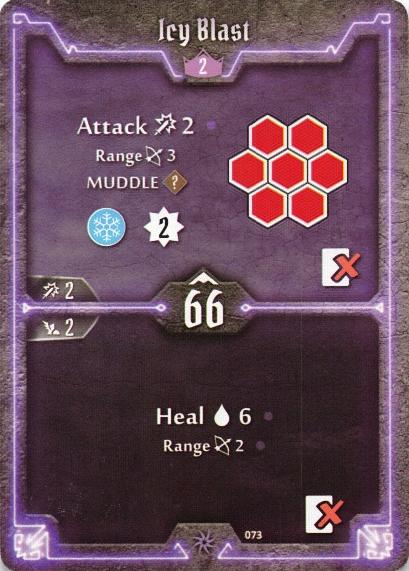 Icy Blast
2
Attack 2
Range 3
MUDDLE ?
2
2
66
2
Heal 6
Range 2
073